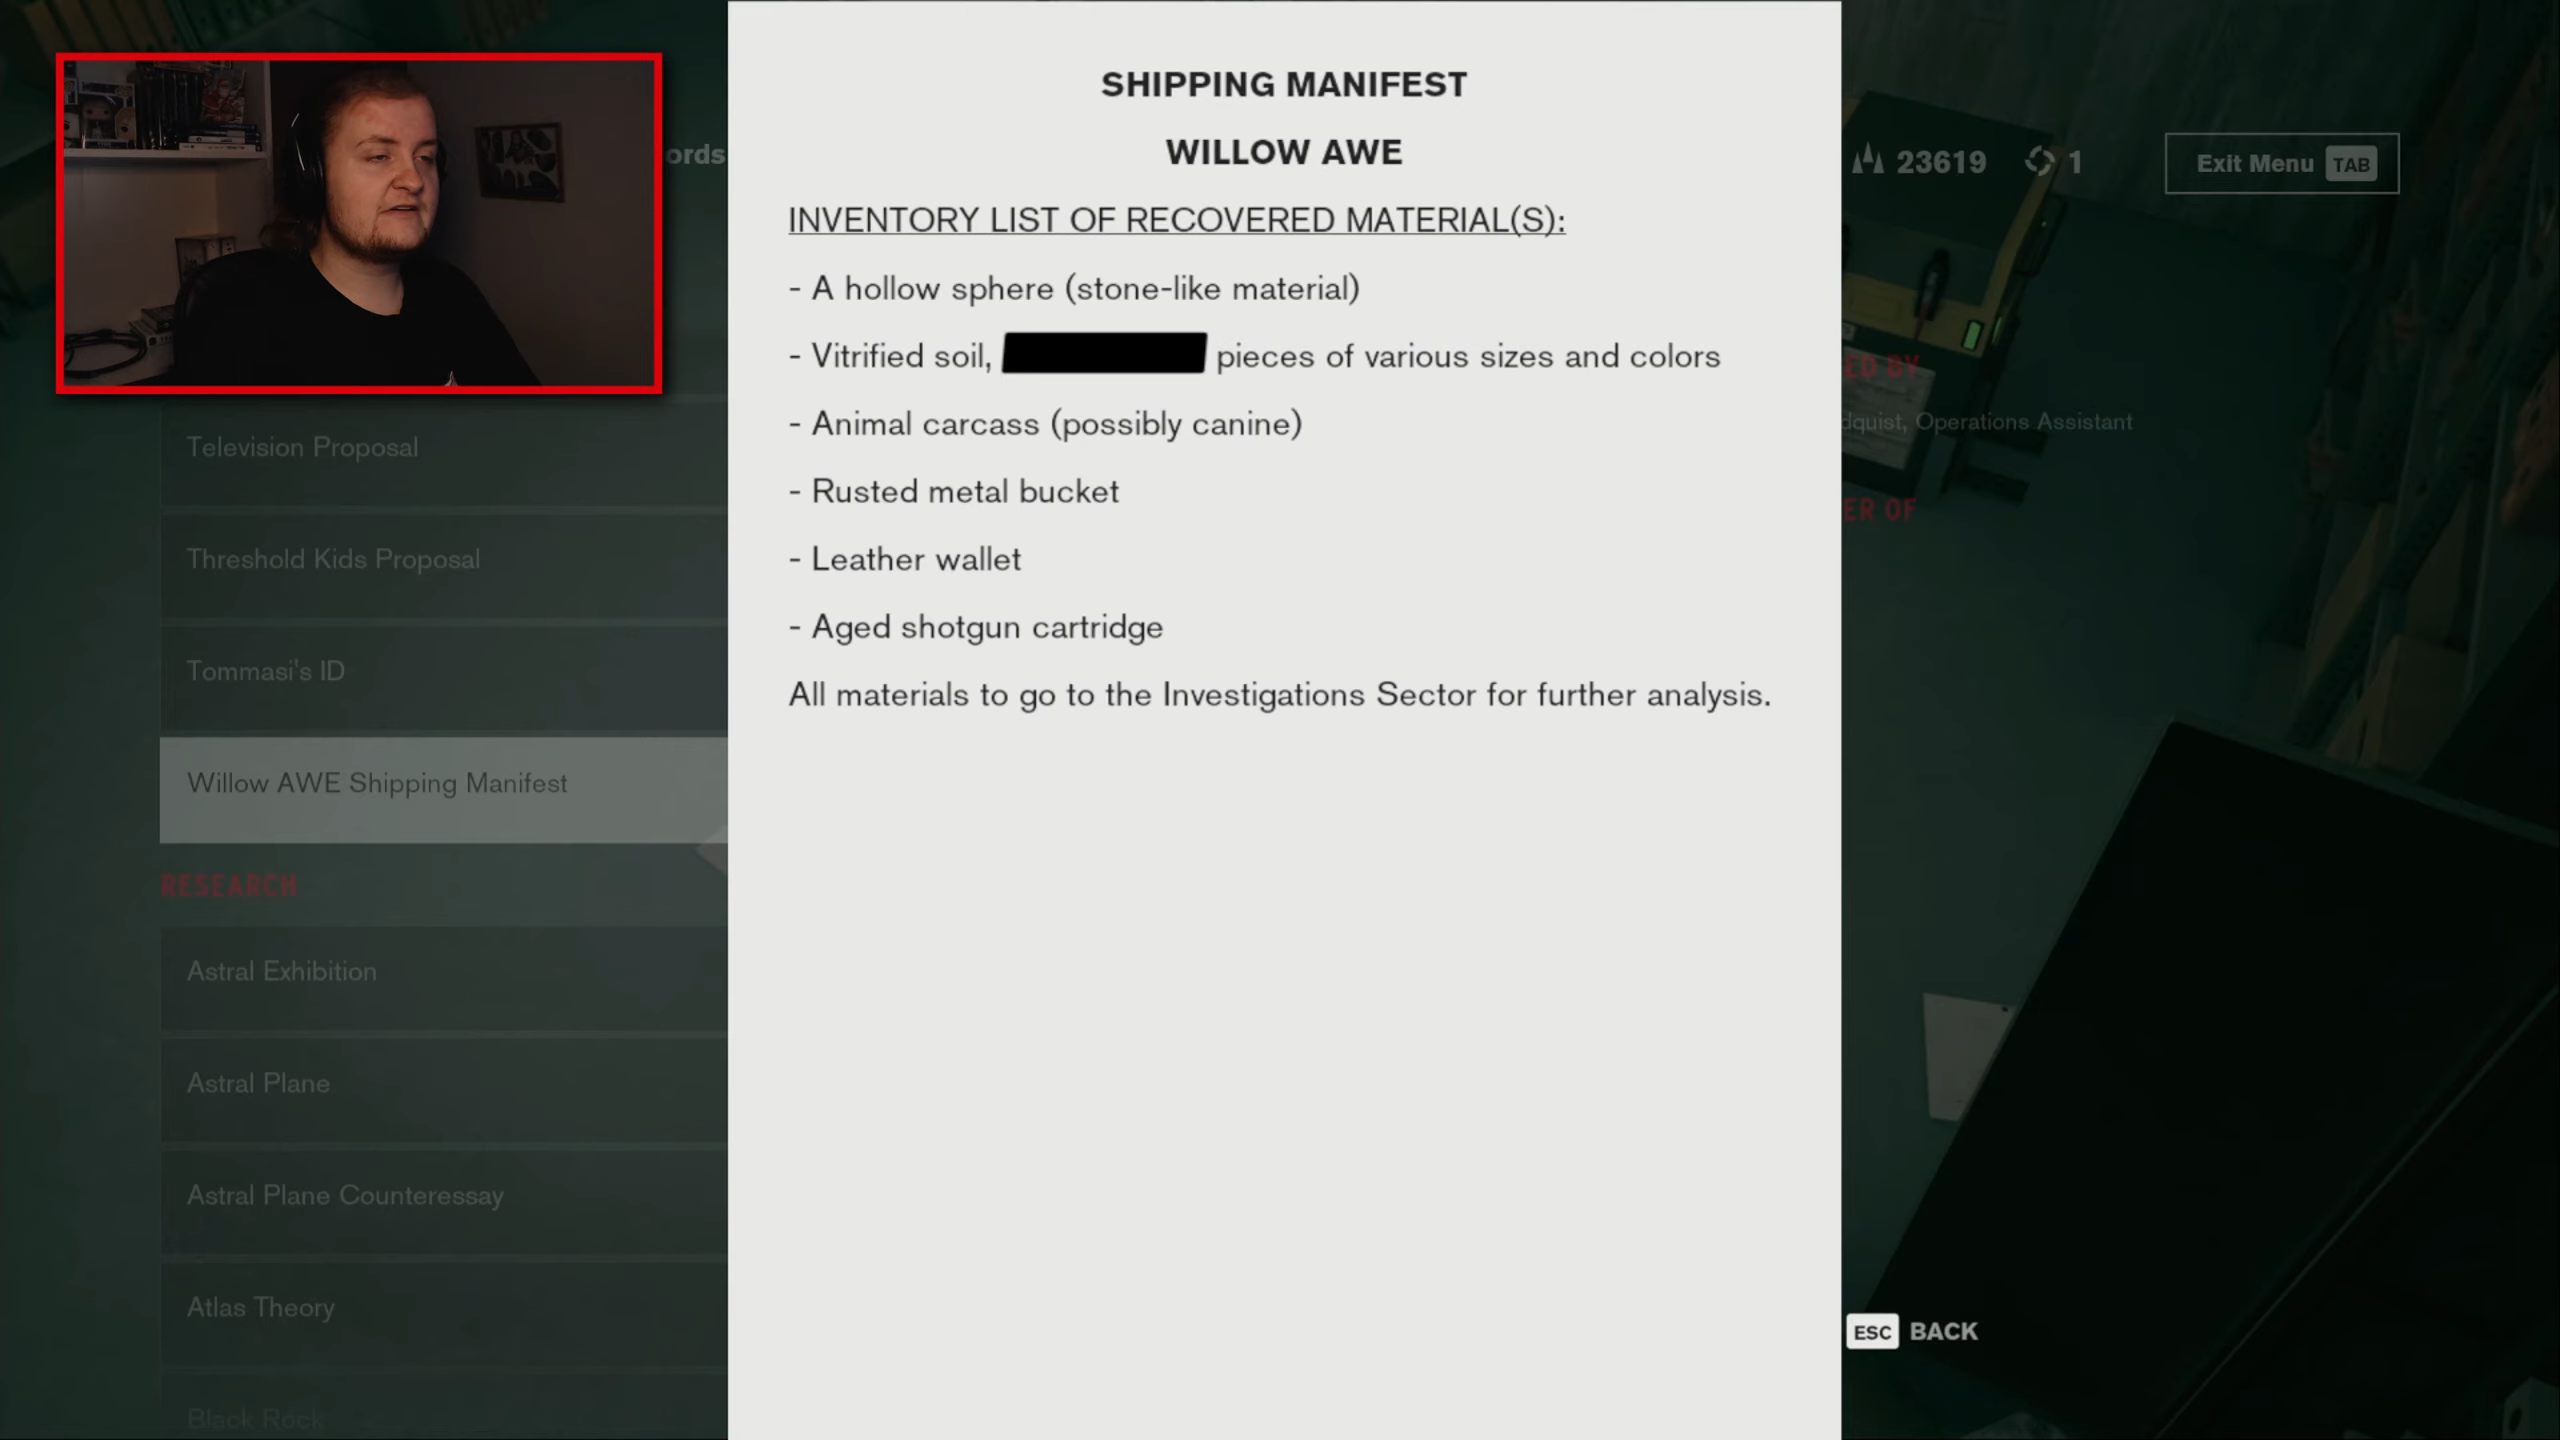 SHIPPING MANIFEST
WILLOW AWE
INVENTORY LIST OF RECOVERED MATERIAL(S):
- A hollow sphere (stone-like material)
- Vitrified soil, pieces of various sizes and colors
- Animal carcass (possibly canine)
- Rusted metal bucket
- Leather wallet
- Aged shotgun cartridge
All materials to go to the Investigations Sector for further analysis.
ords
23619 1
Exit Menu TAB
Television Proposal
Threshold Kids Proposal
Tommasi's ID
Willow AWE Shipping Manifest
RESEARCH
Astral Exhibition
Astral Plane
Astral Plane Counteressay
Atlas Theory
Black Rock
ED BY
dquist, Operations Assistant
ER OF
ESC BACK